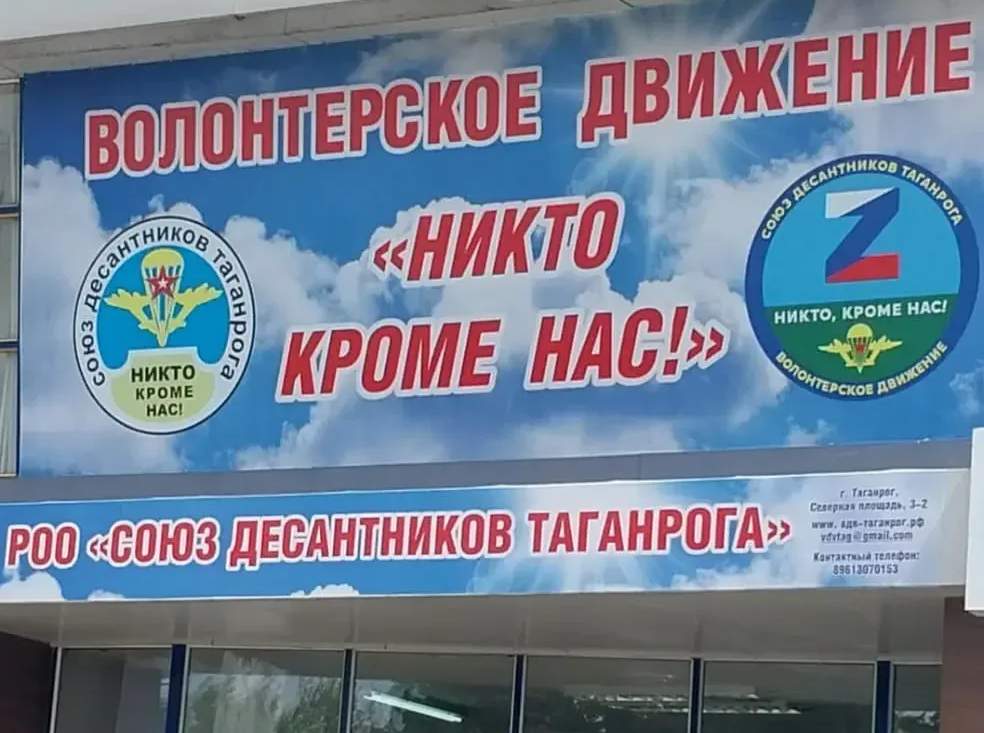 ВОЛОНТЕРСКОЕ ДВИЖЕНИЕ
«НИКТО
КРОМЕ НАС!»
союз десантников таганрога
НИКТО
КРОМЕ
НАС!
СОЮЗ ДЕСАНТНИКОВ ТАГАНРОГА
Z
НИКТО, КРОМЕ НАС!
ВОЛОНТЕРСКОЕ ДВИЖЕНИЕ
РОО «СОЮЗ ДЕСАНТНИКОВ ТАГАНРОГА»
г. Таганрог,
Северная площадь, 3-2
www. вдв-таганрог.рф
vdvtag@gmail.com
Контактный телефон:
89613070153